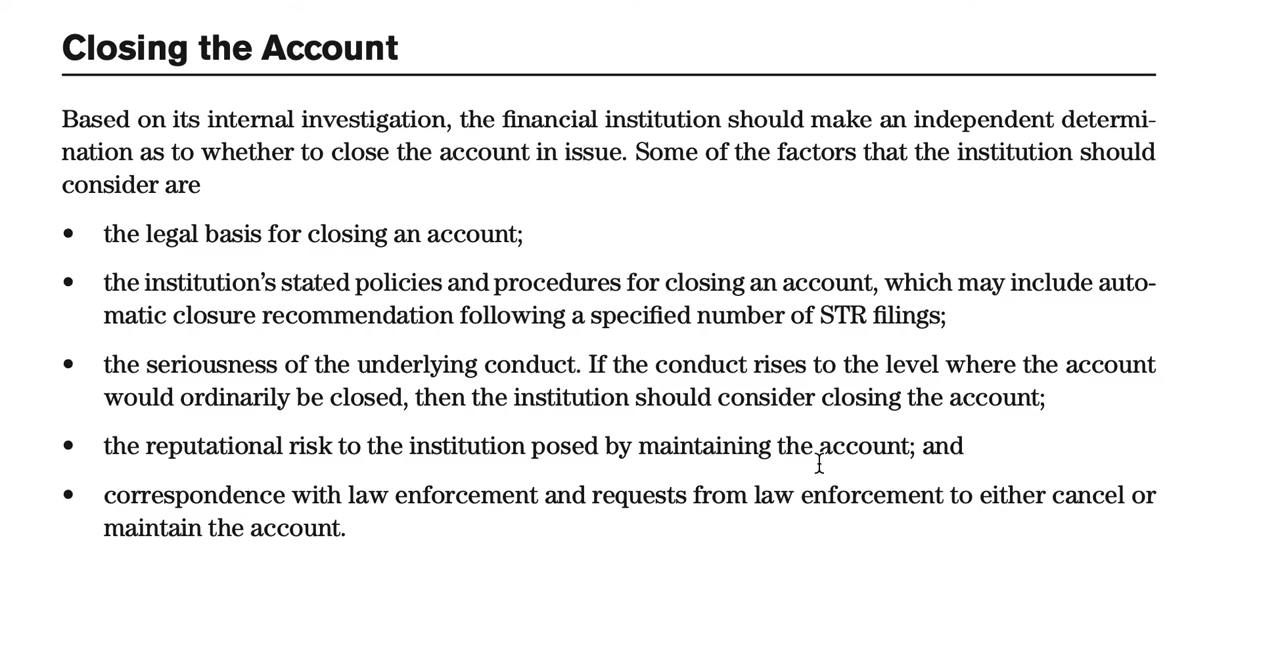 Closing the Account
Based on its internal investigation, the financial institution should make an independent determi-
nation as to whether to close the account in issue. Some of the factors that the institution should
consider are
• the legal basis for closing an account;
• the institution’s stated policies and procedures for closing an account, which may include auto-
matic closure recommendation following a specified number of STR filings;
• the seriousness of the underlying conduct. If the conduct rises to the level where the account
would ordinarily be closed, then the institution should consider closing the account;
• the reputational risk to the institution posed by maintaining the account; and
• correspondence with law enforcement and requests from law enforcement to either cancel or
maintain the account.